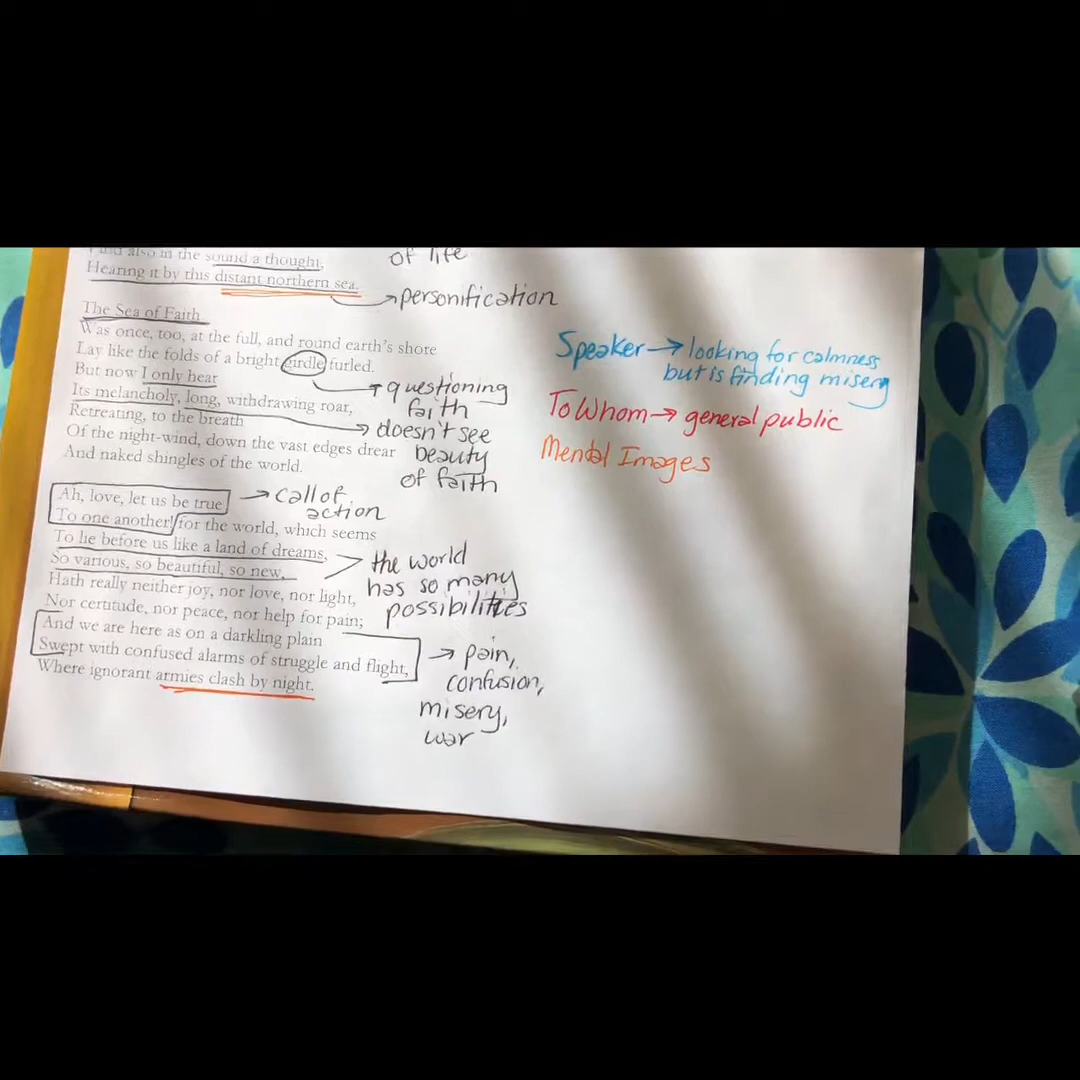 also in the sound a thought,
Hearing it by this distant northern sea.
of life
personification
The Sea of Faith
Was once, too, at the full, and round earth's shore
Lay like the folds of a bright girdle furled.
But now I only hear
Its melancholy, long, withdrawing roar,
Retreating, to the breath
Of the night-wind, down the vast edges drear
And naked shingles of the world.
questioning
faith
doesn't see
beauty
of faith
Ah, love, let us be true
To one another! for the world, which seems
To lie before us like a land of dreams,
So various, so beautiful, so new,
Hath really neither joy, nor love, nor light,
Nor certitude, nor peace, nor help for pain;
And we are here as on a darkling plain
Swept with confused alarms of struggle and flight,
Where ignorant armies clash by night.
call of
action
the world
has so many
possibilities
pain,
confusion,
misery,
war
Speaker → looking for calmness
but is finding misery
To Whom → general public
Mental Images